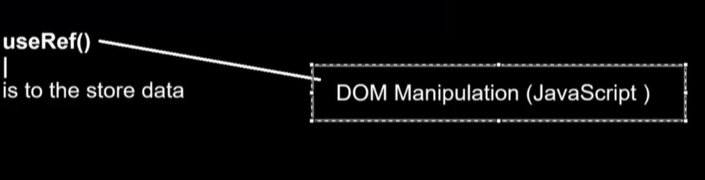 useRef()
is to the store data
DOM Manipulation (JavaScript )